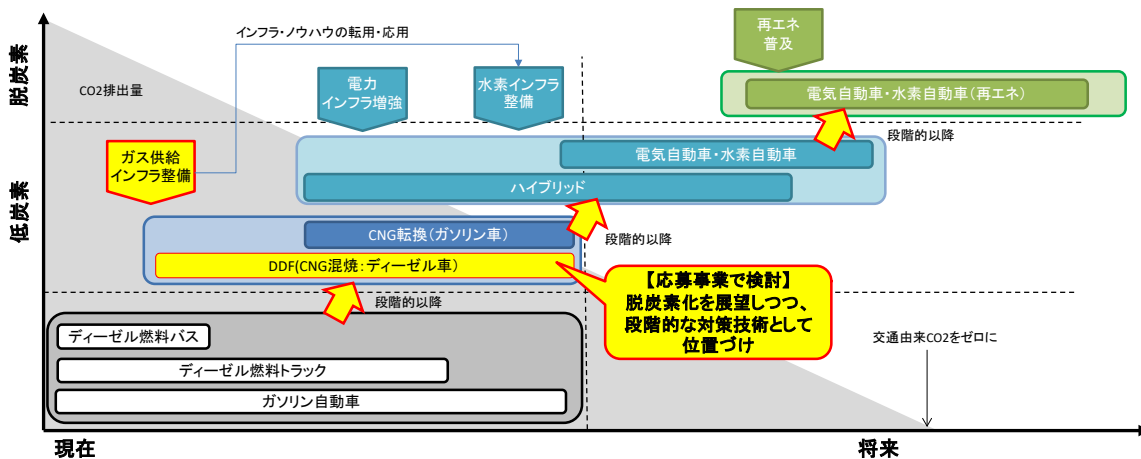 脱炭素
低炭素
インフラ・ノウハウの転用・応用
CO2排出量
電力
インフラ増強
水素インフラ
整備
再エネ
普及
電気自動車・水素自動車（再エネ）
段階的以降
ガス供給
インフラ整備
電気自動車・水素自動車
ハイブリッド
CNG転換（ガソリン車）
段階的以降
DDF(CNG混焼：ディーゼル車）
段階的以降
【応募事業で検討】
脱炭素化を展望しつつ、
段階的な対策技術として
位置づけ
ディーゼル燃料バス
ディーゼル燃料トラック
ガソリン自動車
交通由来CO2をゼロに
現在
将来